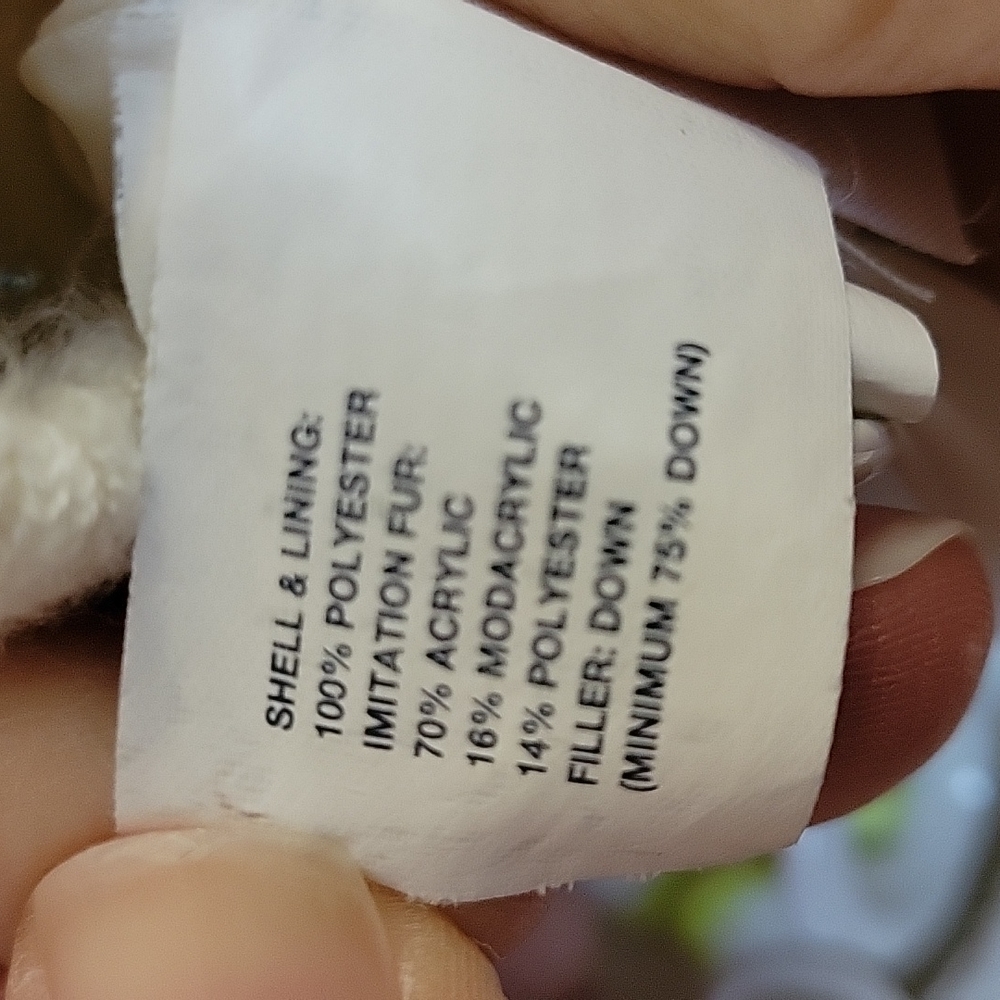 SHELL & LINING:
100% POLYESTER
IMITATION FUR:
70% ACRYLIC
16% MODACRYLIC
14% POLYESTER
FILLER: DOWN
(MINIMUM 75% DOWN)